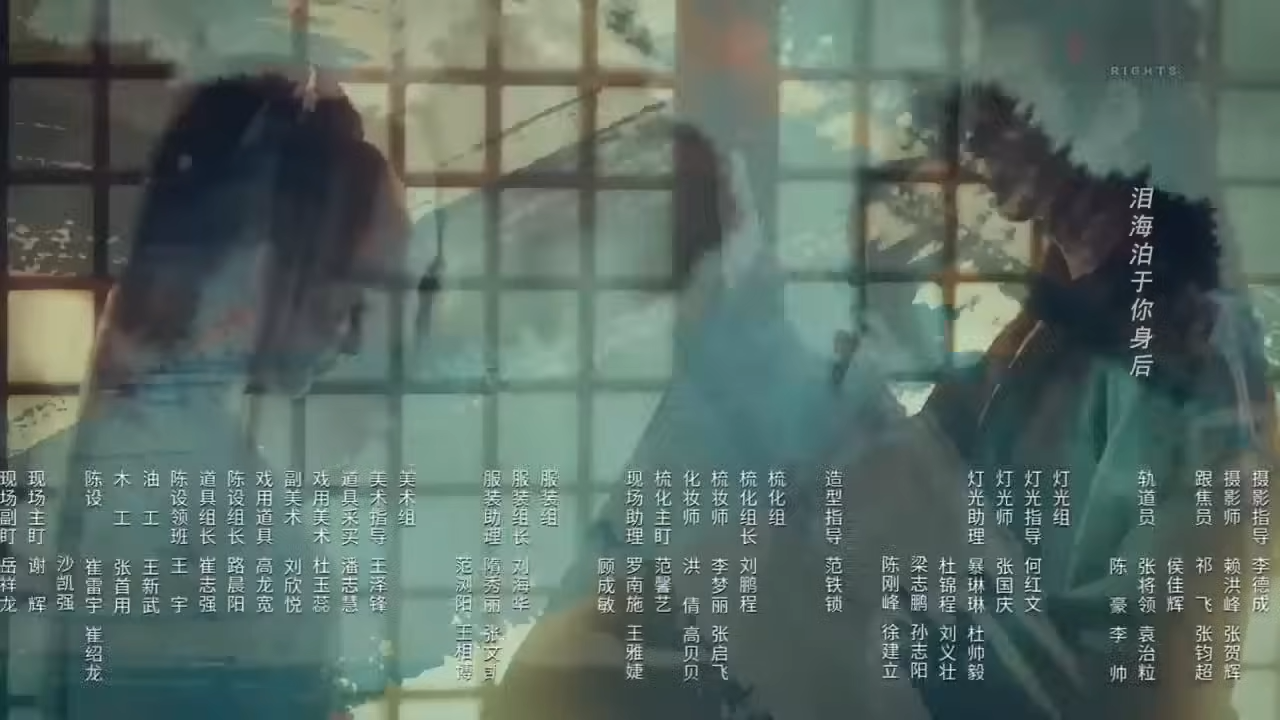 RIGHTS
泪海泊于你身后
摄影指导 李德成
摄影师 赖洪峰 张贺辉
跟焦员 祁 飞 张钧超
侯佳辉
轨道员 张将领 袁治粒
陈 豪 李 帅
灯光组
灯光指导 何红文
灯光师 张国庆
灯光助理 暴琳琳 杜帅毅
杜锦程 刘义壮
梁志鹏 孙志阳
陈刚峰 徐建立
造型指导 范铁锁
梳化组
梳化组长 刘鹏程
梳妆师 李梦丽 张启飞
化妆师 洪 倩 高贝贝
梳化主盯 范馨艺
现场助理 罗南施 王雅婕
顾成敏
服装组
服装组长 刘海华
服装助理 隋秀丽
范浏阳
美术组
美术指导 王泽锋
道具采买 潘志慧
戏用美术 杜玉蕊
副美术 刘欣悦
戏用道具 高龙宽
陈设组长 路晨阳
道具组长 崔志强
陈设领班 王 宇
油 工 王新武
木 工 张首用
陈设 崔雷宇 崔绍龙
沙凯强
现场主盯 谢 辉
现场副盯 岳祥龙